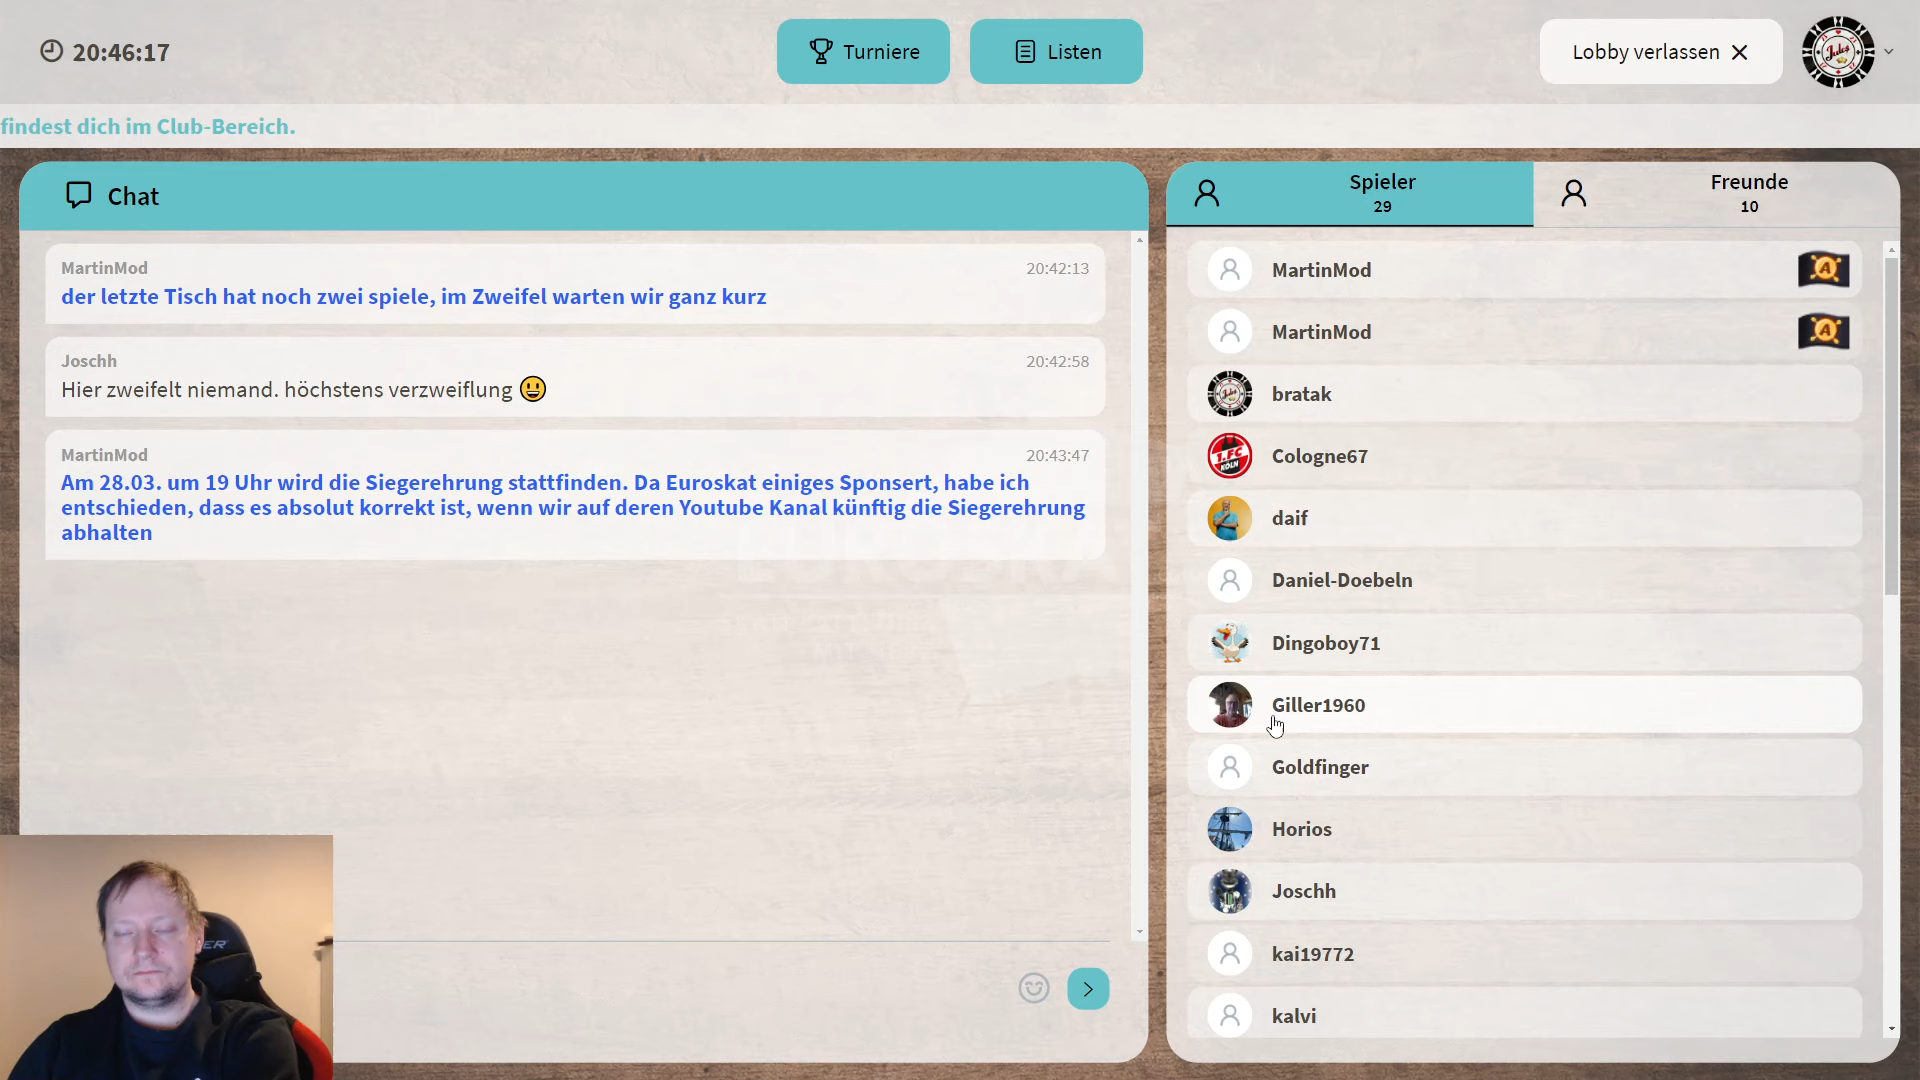 20:46:17
Turniere
Listen
Lobby verlassen
findest dich im Club-Bereich.
Chat
MartinMod
20:42:13
der letzte Tisch hat noch zwei spiele, im Zweifel warten wir ganz kurz
Joschh
20:42:58
Hier zweifelt niemand. höchstens verzweiflung 😃
MartinMod
20:43:47
Am 28.03. um 19 Uhr wird die Siegerehrung stattfinden. Da Euroskat einiges Sponsert, habe ich
entschieden, dass es absolut korrekt ist, wenn wir auf deren Youtube Kanal künftig die Siegerehrung
abhalten
Spieler
29
Freunde
10
MartinMod
A
MartinMod
A
Jules
bratak
1.FC
KÖLN
Cologne67
daif
Daniel-Doebeln
Dingoboy71
Giller1960
Goldfinger
Horios
Joschh
kai19772
kalvi